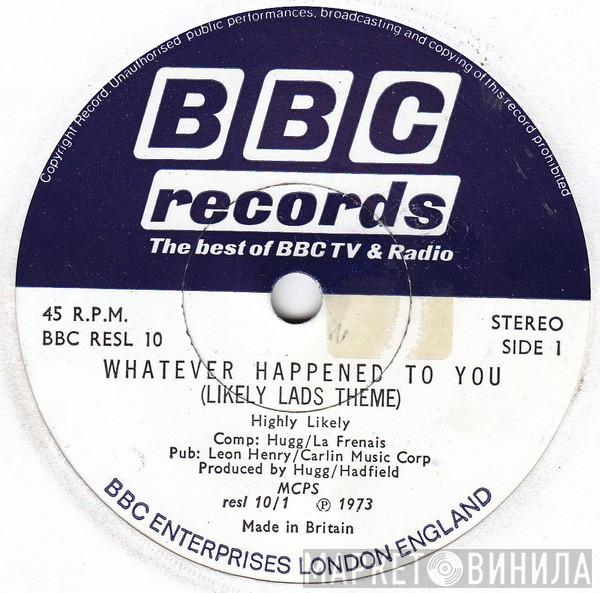 Copyright Record. Unauthorised public performances, broadcasting and copying of this record prohibited
BBC
records
The best of BBC TV & Radio
45 R.P.M.
BBC RESL 10
STEREO
SIDE 1
WHATEVER HAPPENED TO YOU
(LIKELY LADS THEME)
Highly Likely
Comp: Hugg/La Frenais
Pub: Leon Henry/Carlin Music Corp
Produced by Hugg/Hadfield
MCPS
resl 10/1 ℗ 1973
Made in Britain
BBC ENTERPRISES LONDON ENGLAND
МАРКЕТ ВИНИЛА